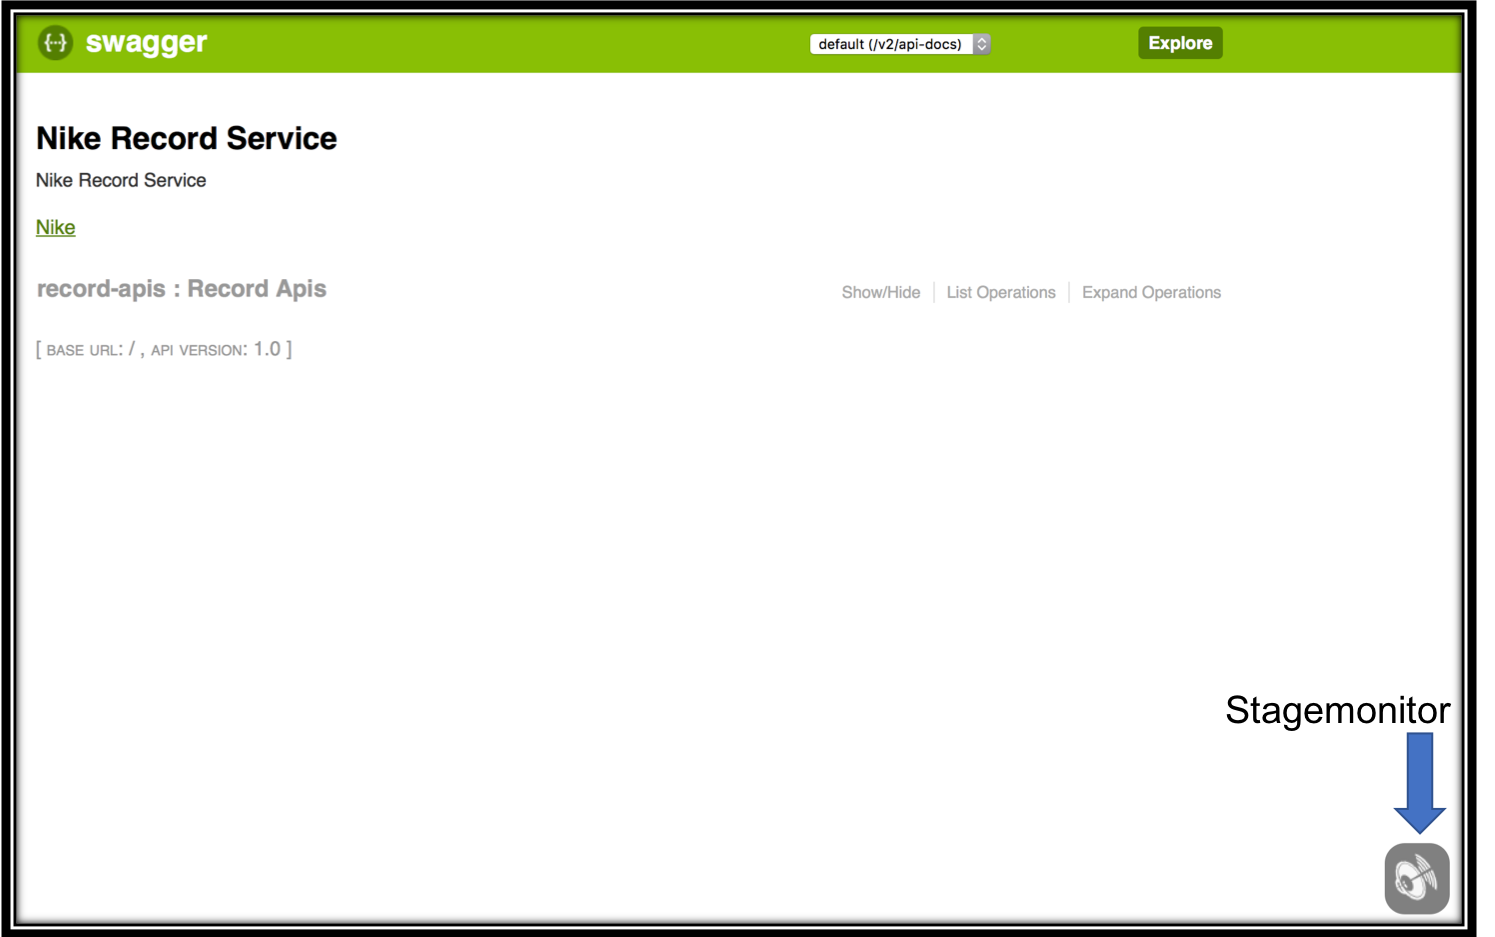 {···} swagger
default (/v2/api-docs)
Explore
Nike Record Service
Nike Record Service
Nike
record-apis : Record Apis
Show/Hide
List Operations
Expand Operations
[ BASE URL: / , API VERSION: 1.0 ]
Stagemonitor